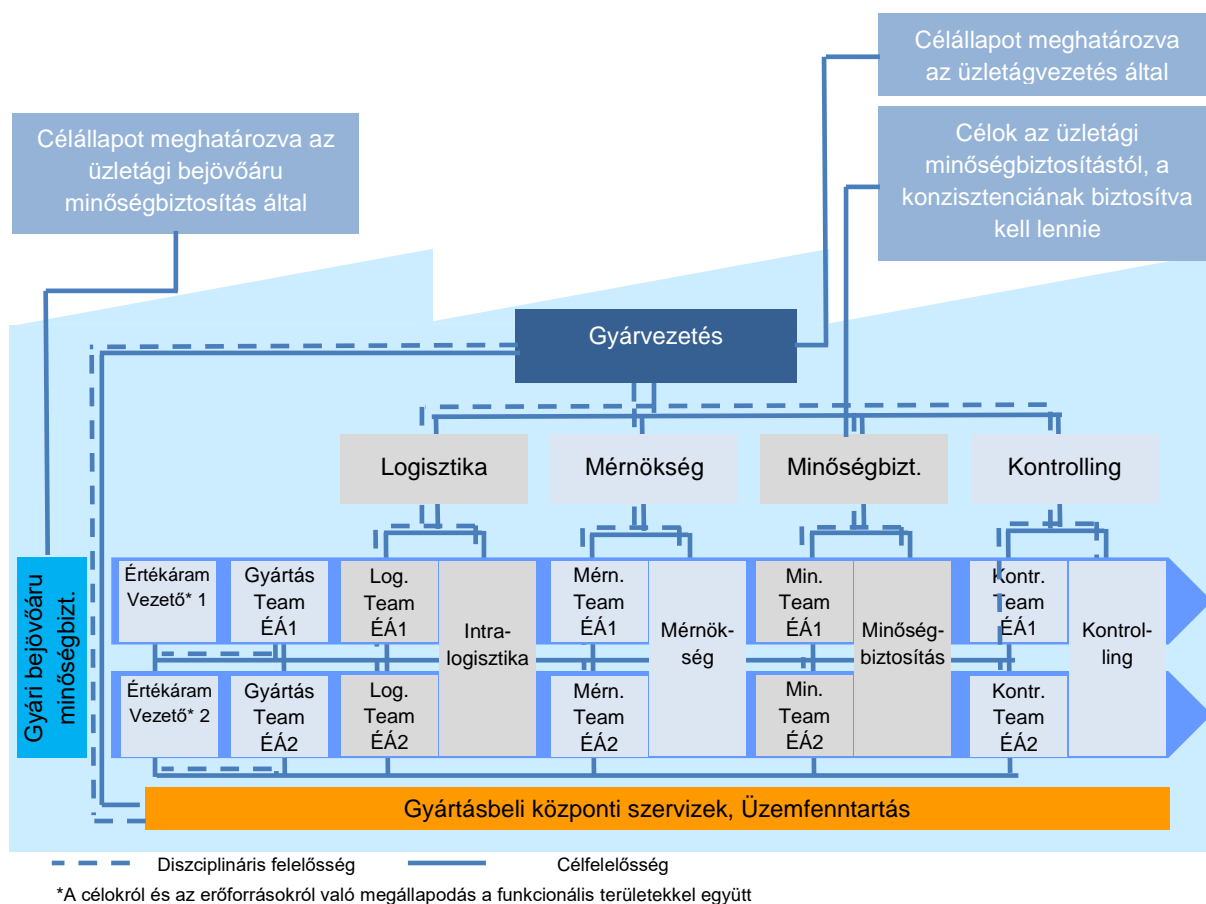 Célállapot meghatározva
az üzletágvezetés által
Célállapot meghatározva az
üzletági bejövőáru
minőségbiztosítás által
Célok az üzletági
minőségbiztosítástól, a
konzisztenciának biztosítva
kell lennie
Gyárvezetés
Logisztika
Mérnökség
Minőségbizt.
Kontrolling
Gyári bejövőáru
minőségbizt.
Értékáram
Vezető* 1
Gyártás
Team
ÉÁ1
Log.
Team
ÉÁ1
Intra-
logisztika
Mérn.
Team
ÉÁ1
Mérnök-
ség
Min.
Team
ÉÁ1
Minőség-
biztosítás
Kontr.
Team
ÉÁ1
Kontrol-
ling
Értékáram
Vezető* 2
Gyártás
Team
ÉÁ2
Log.
Team
ÉÁ2
Mérn.
Team
ÉÁ2
Min.
Team
ÉÁ2
Kontr.
Team
ÉÁ2
Gyártásbeli központi szervizek, Üzemfenntartás
Diszciplináris felelősség
Célfelelősség
*A célokról és az erőforrásokról való megállapodás a funkcionális területekkel együtt